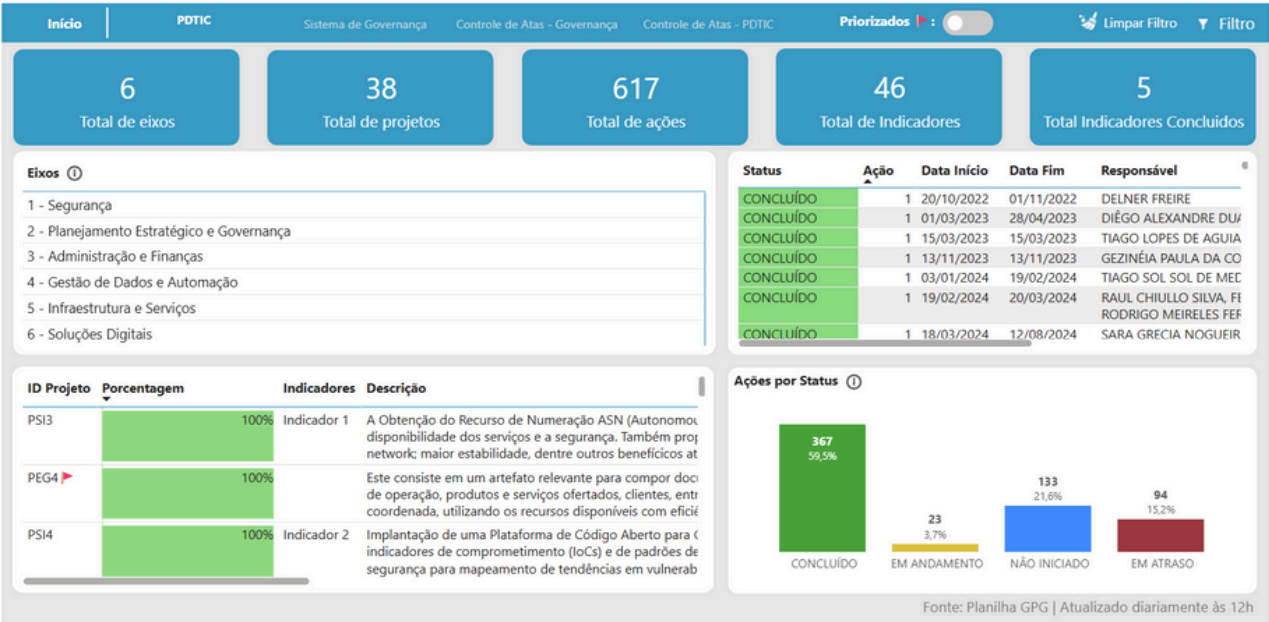 Início PDTIC Sistema de Governança Controle de Atas - Governança Controle de Atas - PDTIC Priorizados : Limpar Filtro Filtro
6 38 617 46 5
Total de eixos Total de projetos Total de ações Total de Indicadores Total Indicadores Concluidos
Eixos
1 - Segurança
2 - Planejamento Estratégico e Governança
3 - Administração e Finanças
4 - Gestão de Dados e Automação
5 - Infraestrutura e Serviços
6 - Soluções Digitais
Status Ação Data Início Data Fim Responsável
CONCLUÍDO 1 20/10/2022 01/11/2022 DELNER FREIRE
CONCLUÍDO 1 01/03/2023 28/04/2023 DIÊGO ALEXANDRE DUA
CONCLUÍDO 1 15/03/2023 15/03/2023 TIAGO LOPES DE AGUIA
CONCLUÍDO 1 13/11/2023 13/11/2023 GEZINÉIA PAULA DA CO
CONCLUÍDO 1 03/01/2024 19/02/2024 TIAGO SOL SOL DE MED
CONCLUÍDO 1 19/02/2024 20/03/2024 RAUL CHIULLO SILVA, FE
RODRIGO MEIRELES FER
CONCLUÍDO 1 18/03/2024 12/08/2024 SARA GRECIA NOGUEIR
ID Projeto Porcentagem Indicadores Descrição
PSI3 100% Indicador 1 A Obtenção do Recurso de Numeração ASN (Autonomou
disponibilidade dos serviços e a segurança. Também prop
network; maior estabilidade, dentre outros benefícicos at
PEG4 100% Este consiste em um artefato relevante para compor docu
de operação, produtos e serviços ofertados, clientes, entr
coordenada, utilizando os recursos disponíveis com eficiê
PSI4 100% Indicador 2 Implantação de uma Plataforma de Código Aberto para
indicadores de comprometimento (IoCs) e de padrões de
segurança para mapeamento de tendências em vulnerab
Ações por Status
367
59,5%
23
3,7%
133
21,6%
94
15,2%
CONCLUÍDO EM ANDAMENTO NÃO INICIADO EM ATRASO
Fonte: Planilha GPG | Atualizado diariamente às 12h